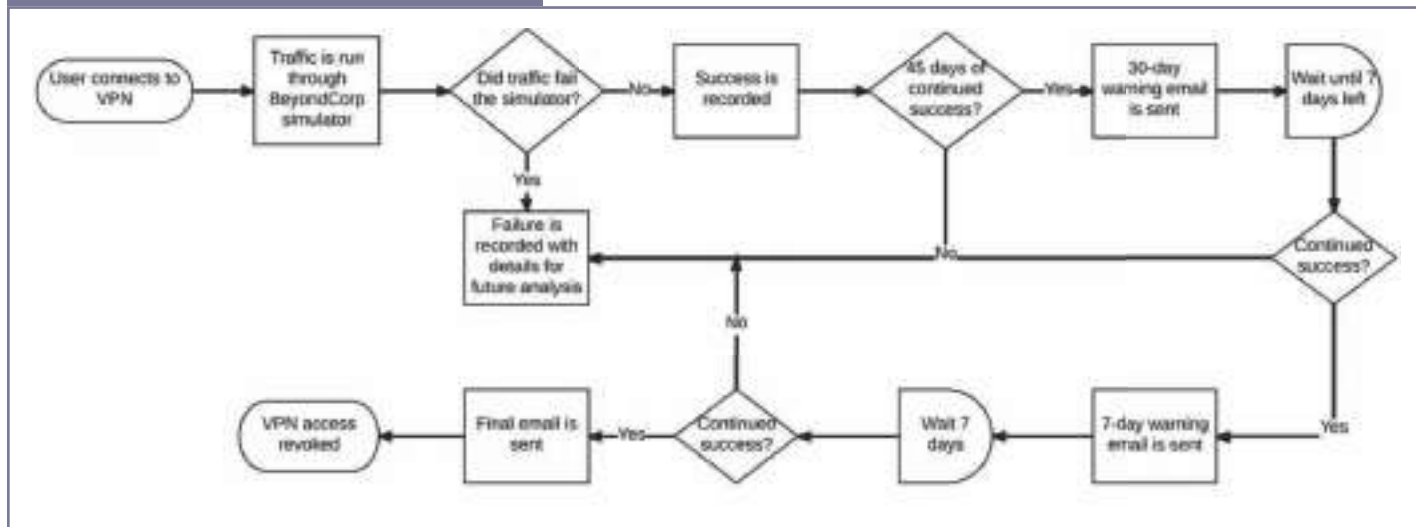 User connects to
VPN
Traffic is run
through
BeyondCorp
simulator
Did traffic fail
the simulator?
No
Success is
recorded
45 days of
continued
success?
Yes
30-day
warning email
is sent
Wait until 7
days left
Yes
Failure is
recorded with
details for
future analysis
No
Continued
success?
No
VPN access
revoked
Final email is
sent
Yes
Continued
success?
Wait 7
days
7-day warning
email is sent
Yes